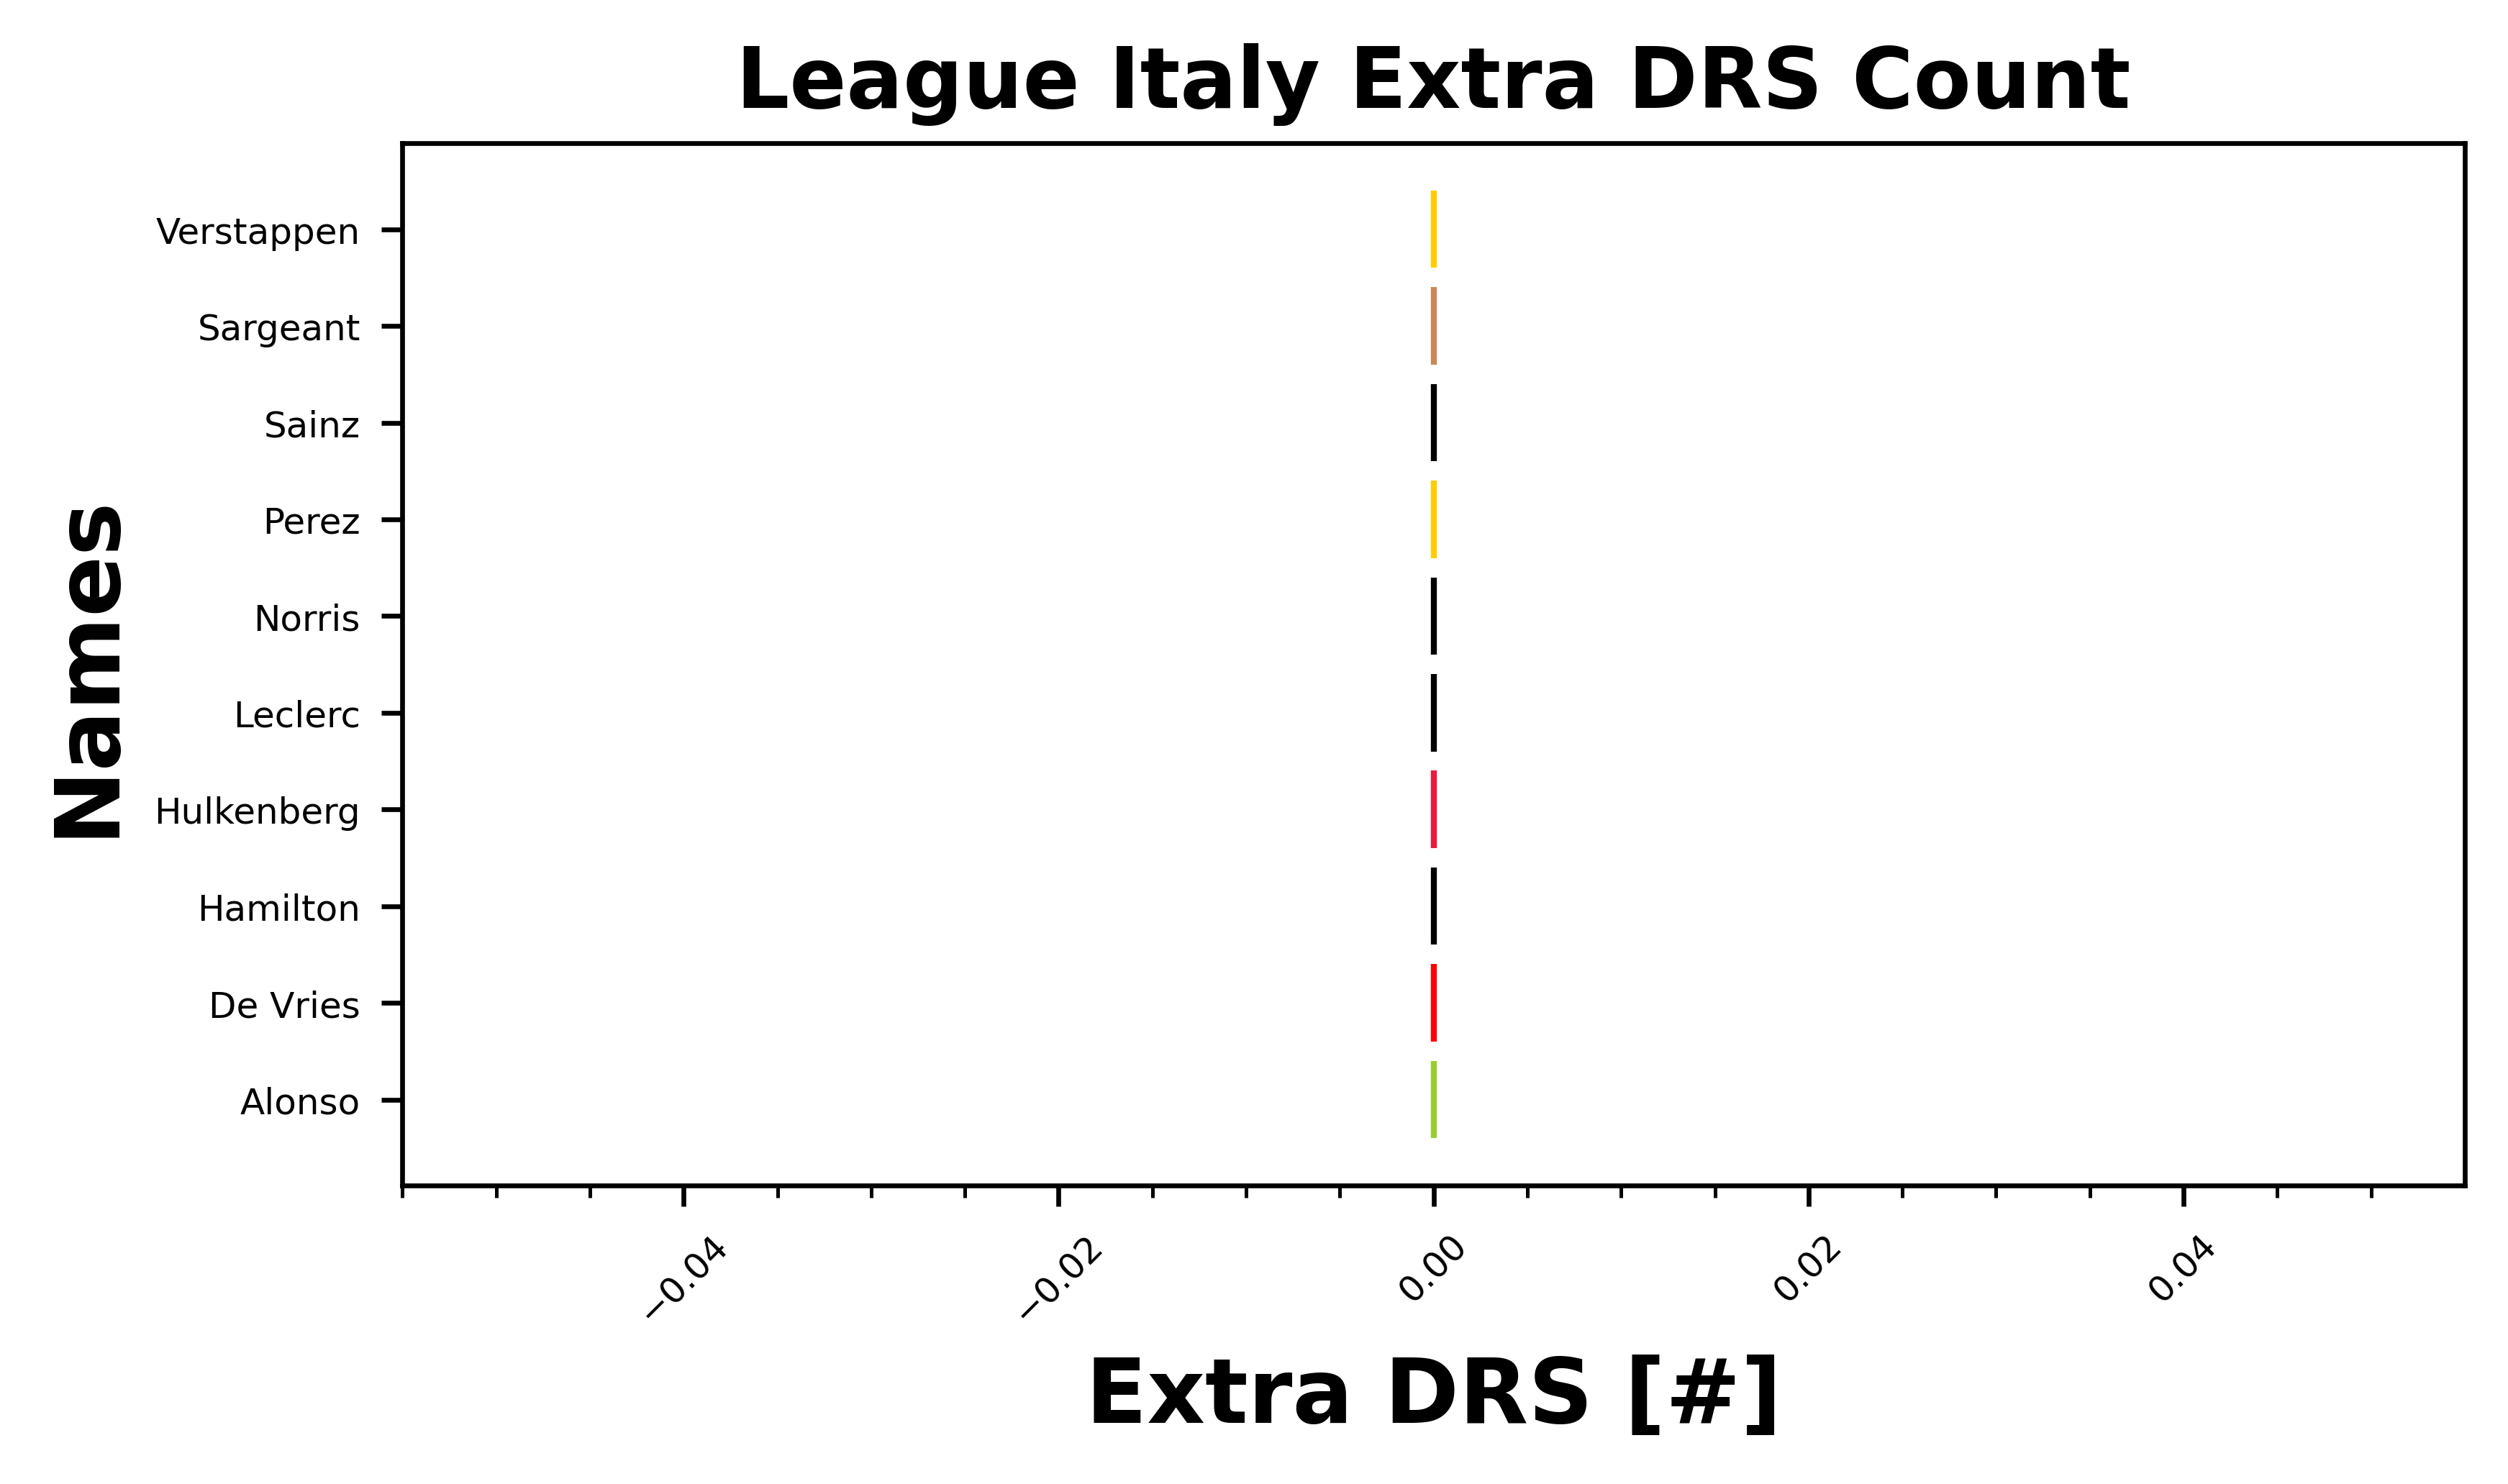 League Italy Extra DRS Count
Names
Verstappen
Sargeant
Sainz
Perez
Norris
Leclerc
Hulkenberg
Hamilton
De Vries
Alonso
−0.04
−0.02
0.00
0.02
0.04
Extra DRS [#]